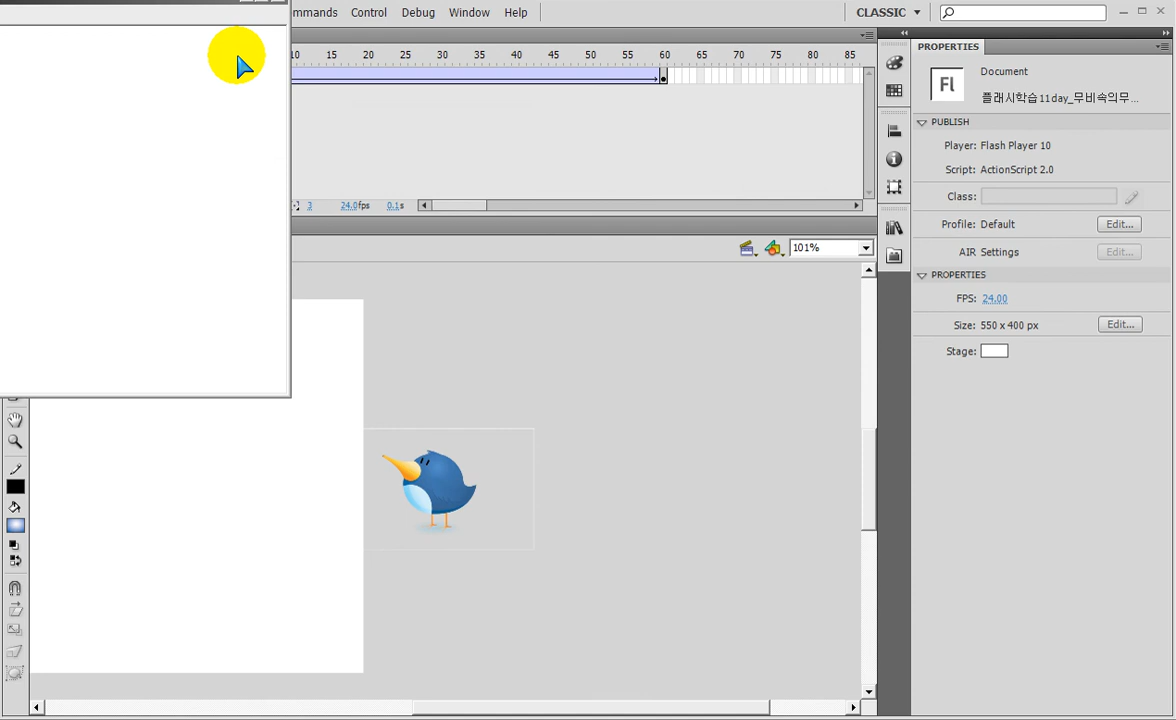 mmands Control Debug Window Help CLASSIC
10 15 20 25 30 35 40 45 50 55 60 65 70 75 80 85
3 24.0fps 0.1s
101%
PROPERTIES
Fl
Document
플래시학습11day_무비속의무...
PUBLISH
Player: Flash Player 10
Script: ActionScript 2.0
Class:
Profile: Default Edit...
AIR Settings Edit...
PROPERTIES
FPS: 24.00
Size: 550 x 400 px Edit...
Stage: